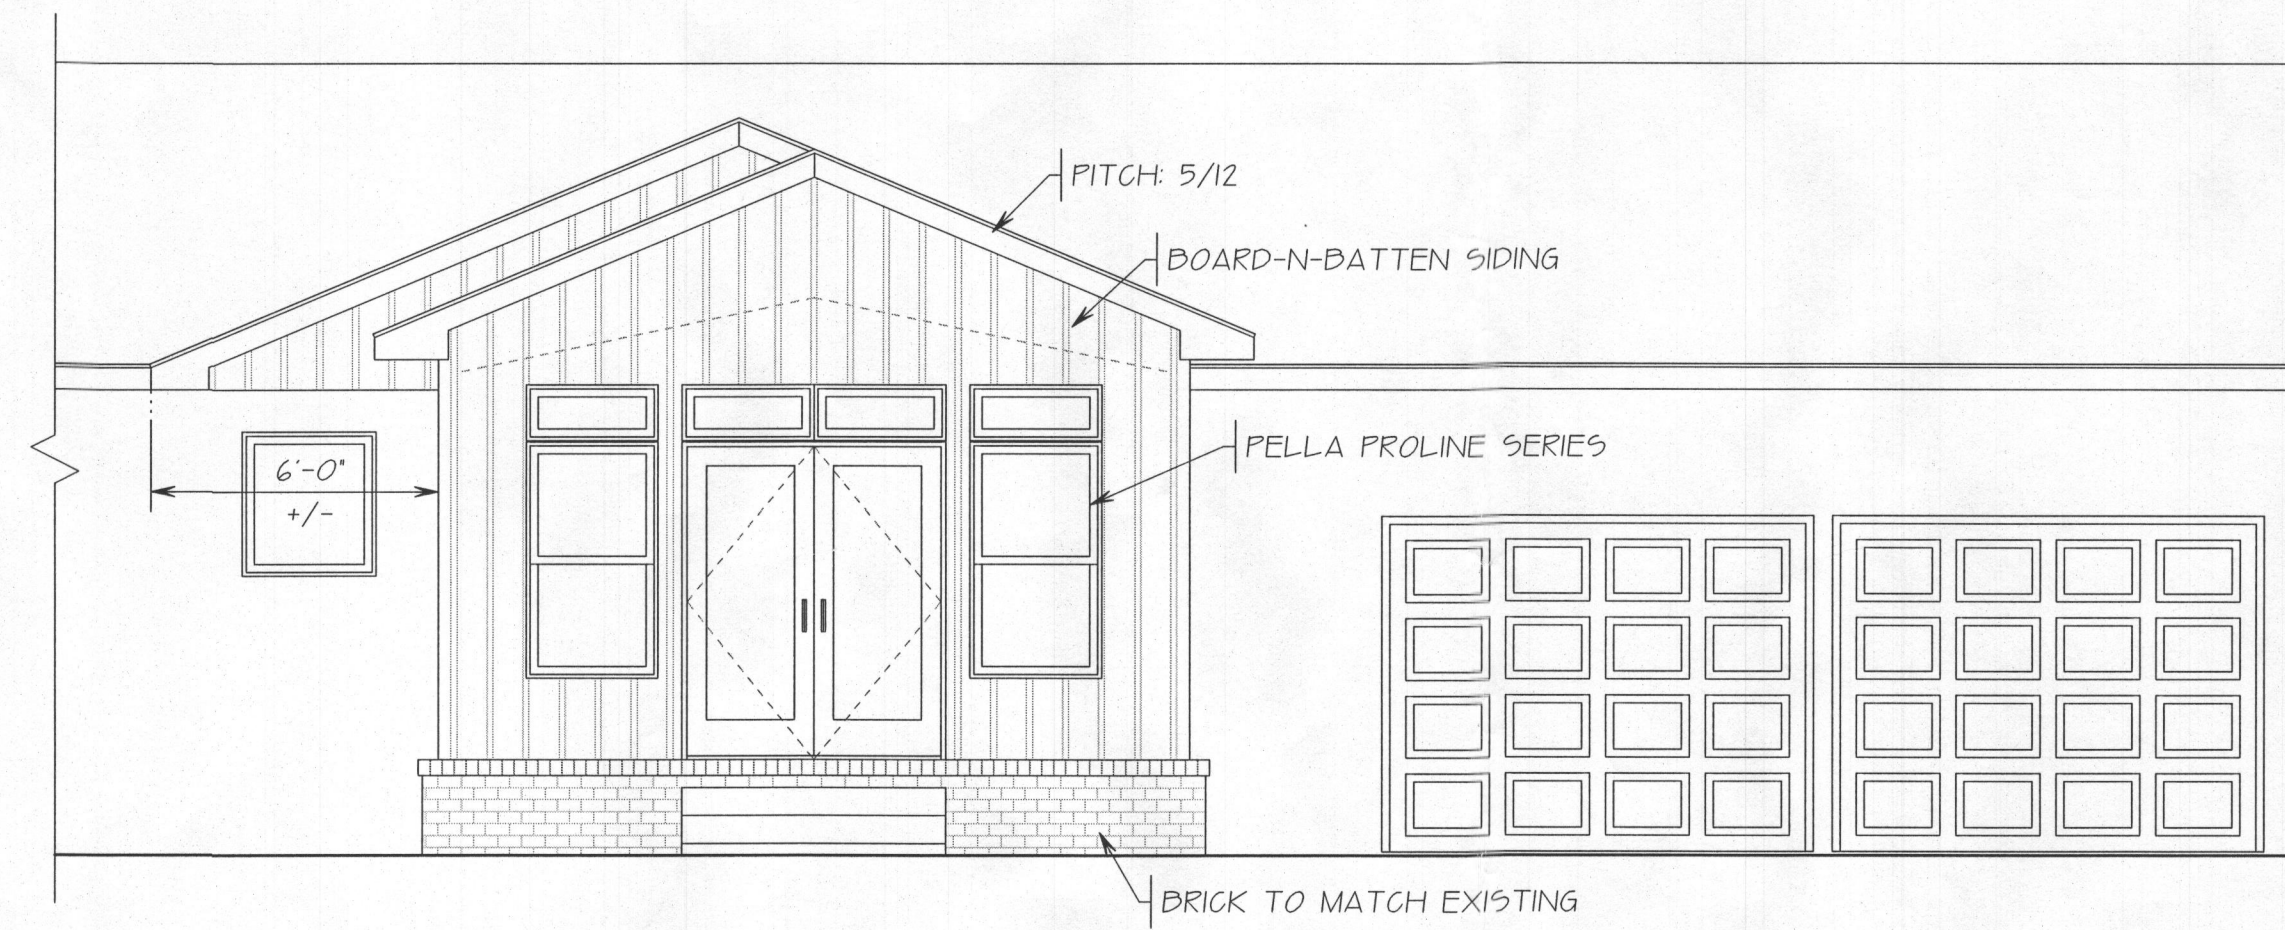 PITCH: 5/12
BOARD-N-BATTEN SIDING
PELLA PROLINE SERIES
6'-0"
+/-
BRICK TO MATCH EXISTING